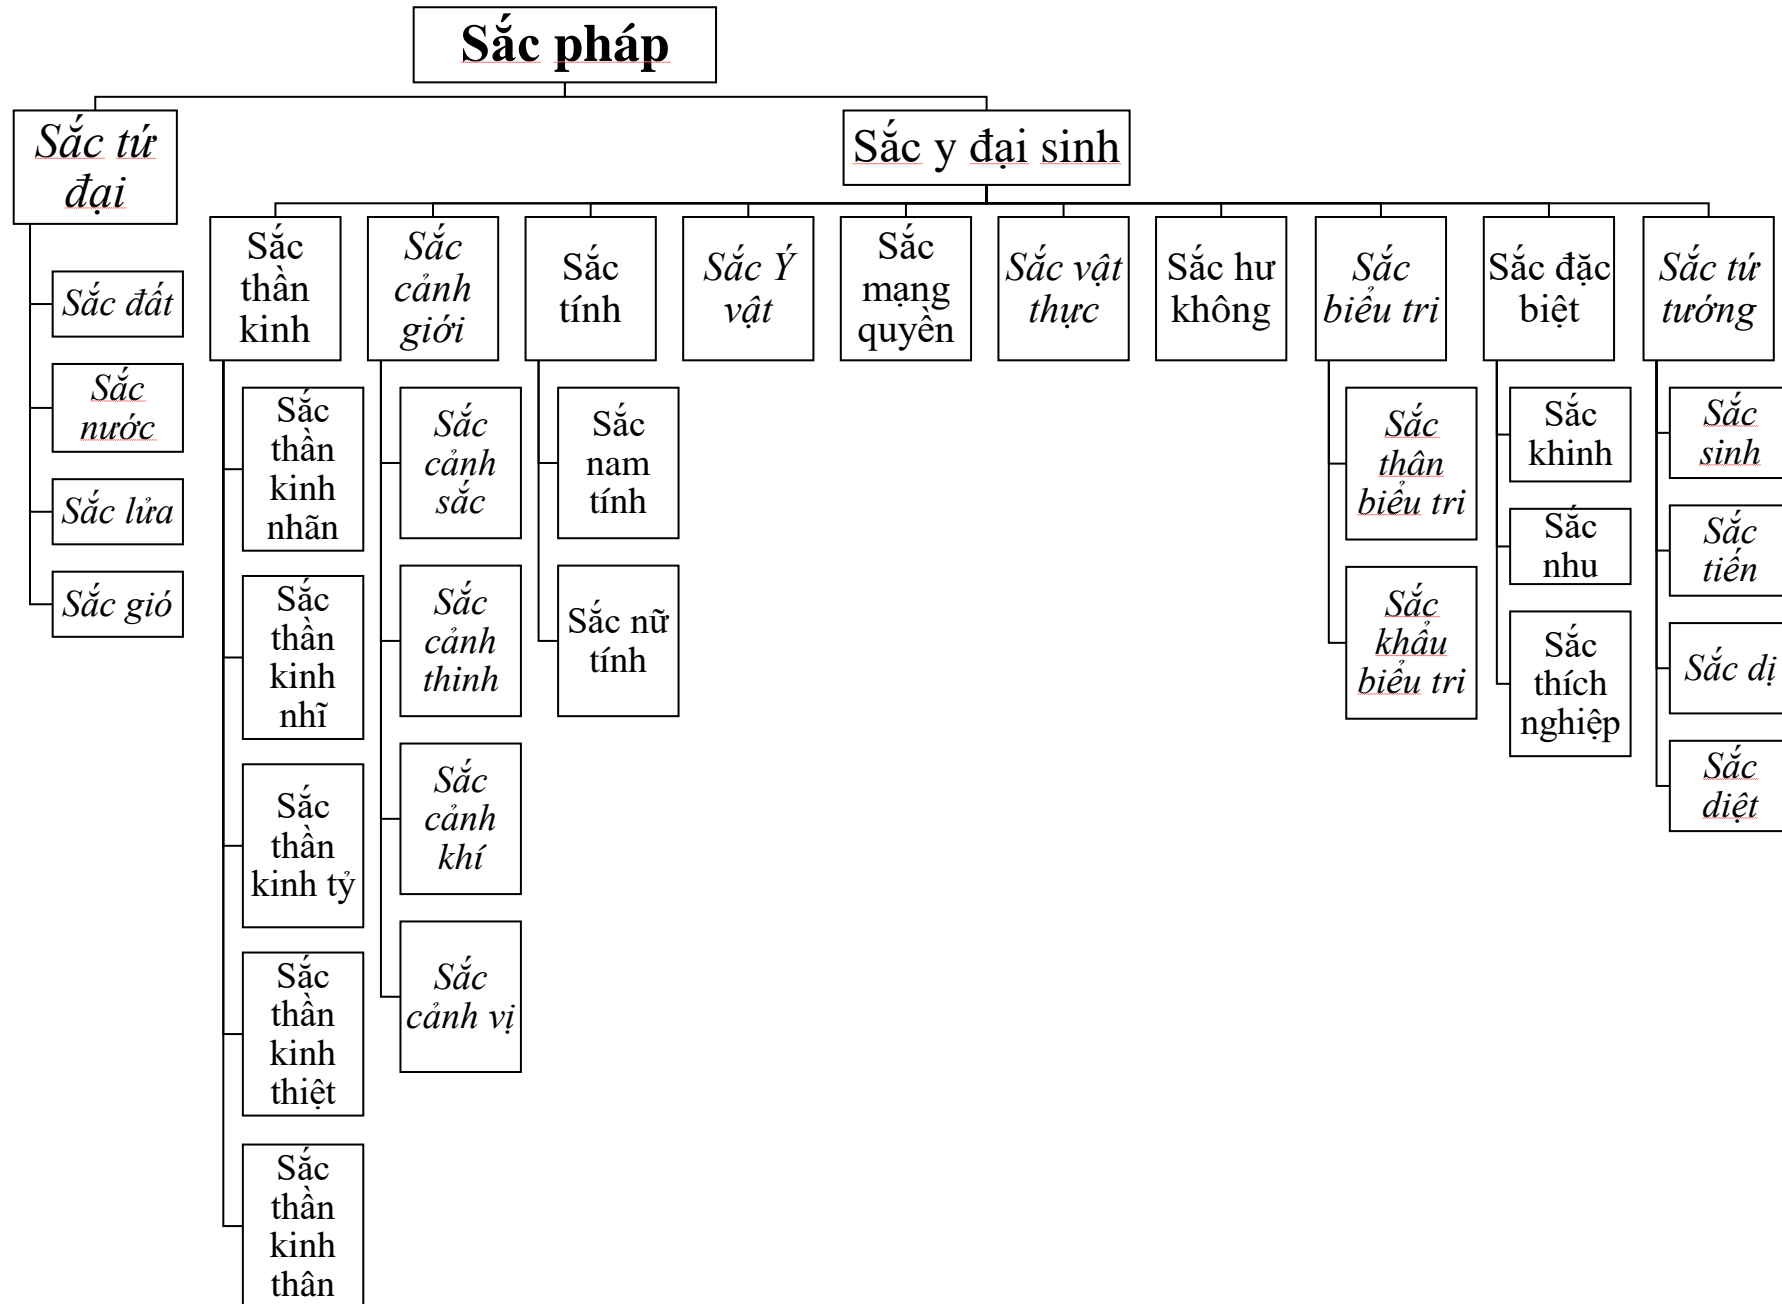 Sắc pháp
Sắc tứ
đại
Sắc y đại sinh
Sắc đất
Sắc
nước
Sắc lửa
Sắc gió
Sắc
thần
kinh
Sắc
thần
kinh
nhãn
Sắc
thần
kinh
nhĩ
Sắc
thần
kinh tỷ
Sắc
thần
kinh
thiệt
Sắc
thần
kinh
thân
Sắc
cảnh
giới
Sắc
cảnh
sắc
Sắc
cảnh
thinh
Sắc
cảnh
khí
Sắc
cảnh vị
Sắc
tính
Sắc
nam
tính
Sắc nữ
tính
Sắc Ý
vật
Sắc
mạng
quyền
Sắc vật
thực
Sắc hư
không
Sắc
biểu tri
Sắc
thân
biểu tri
Sắc
khẩu
biểu tri
Sắc đặc
biệt
Sắc
khinh
Sắc
nhu
Sắc
thích
nghiệp
Sắc tứ
tướng
Sắc
sinh
Sắc
tiến
Sắc dị
Sắc
diệt